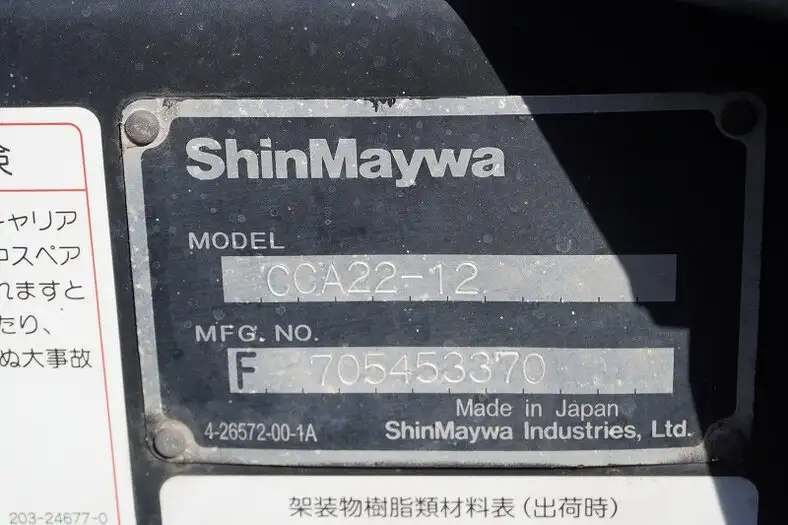 ShinMaywa
MODEL
CCA22-12
MFG. NO.
F 705453370
Made in Japan
4-26572-00-1A ShinMaywa Industries, Ltd.
険
キャリア
スペア
れますと
たり、
ぬ大事故
203-24677-0
架装物樹脂類材料表(出荷時)